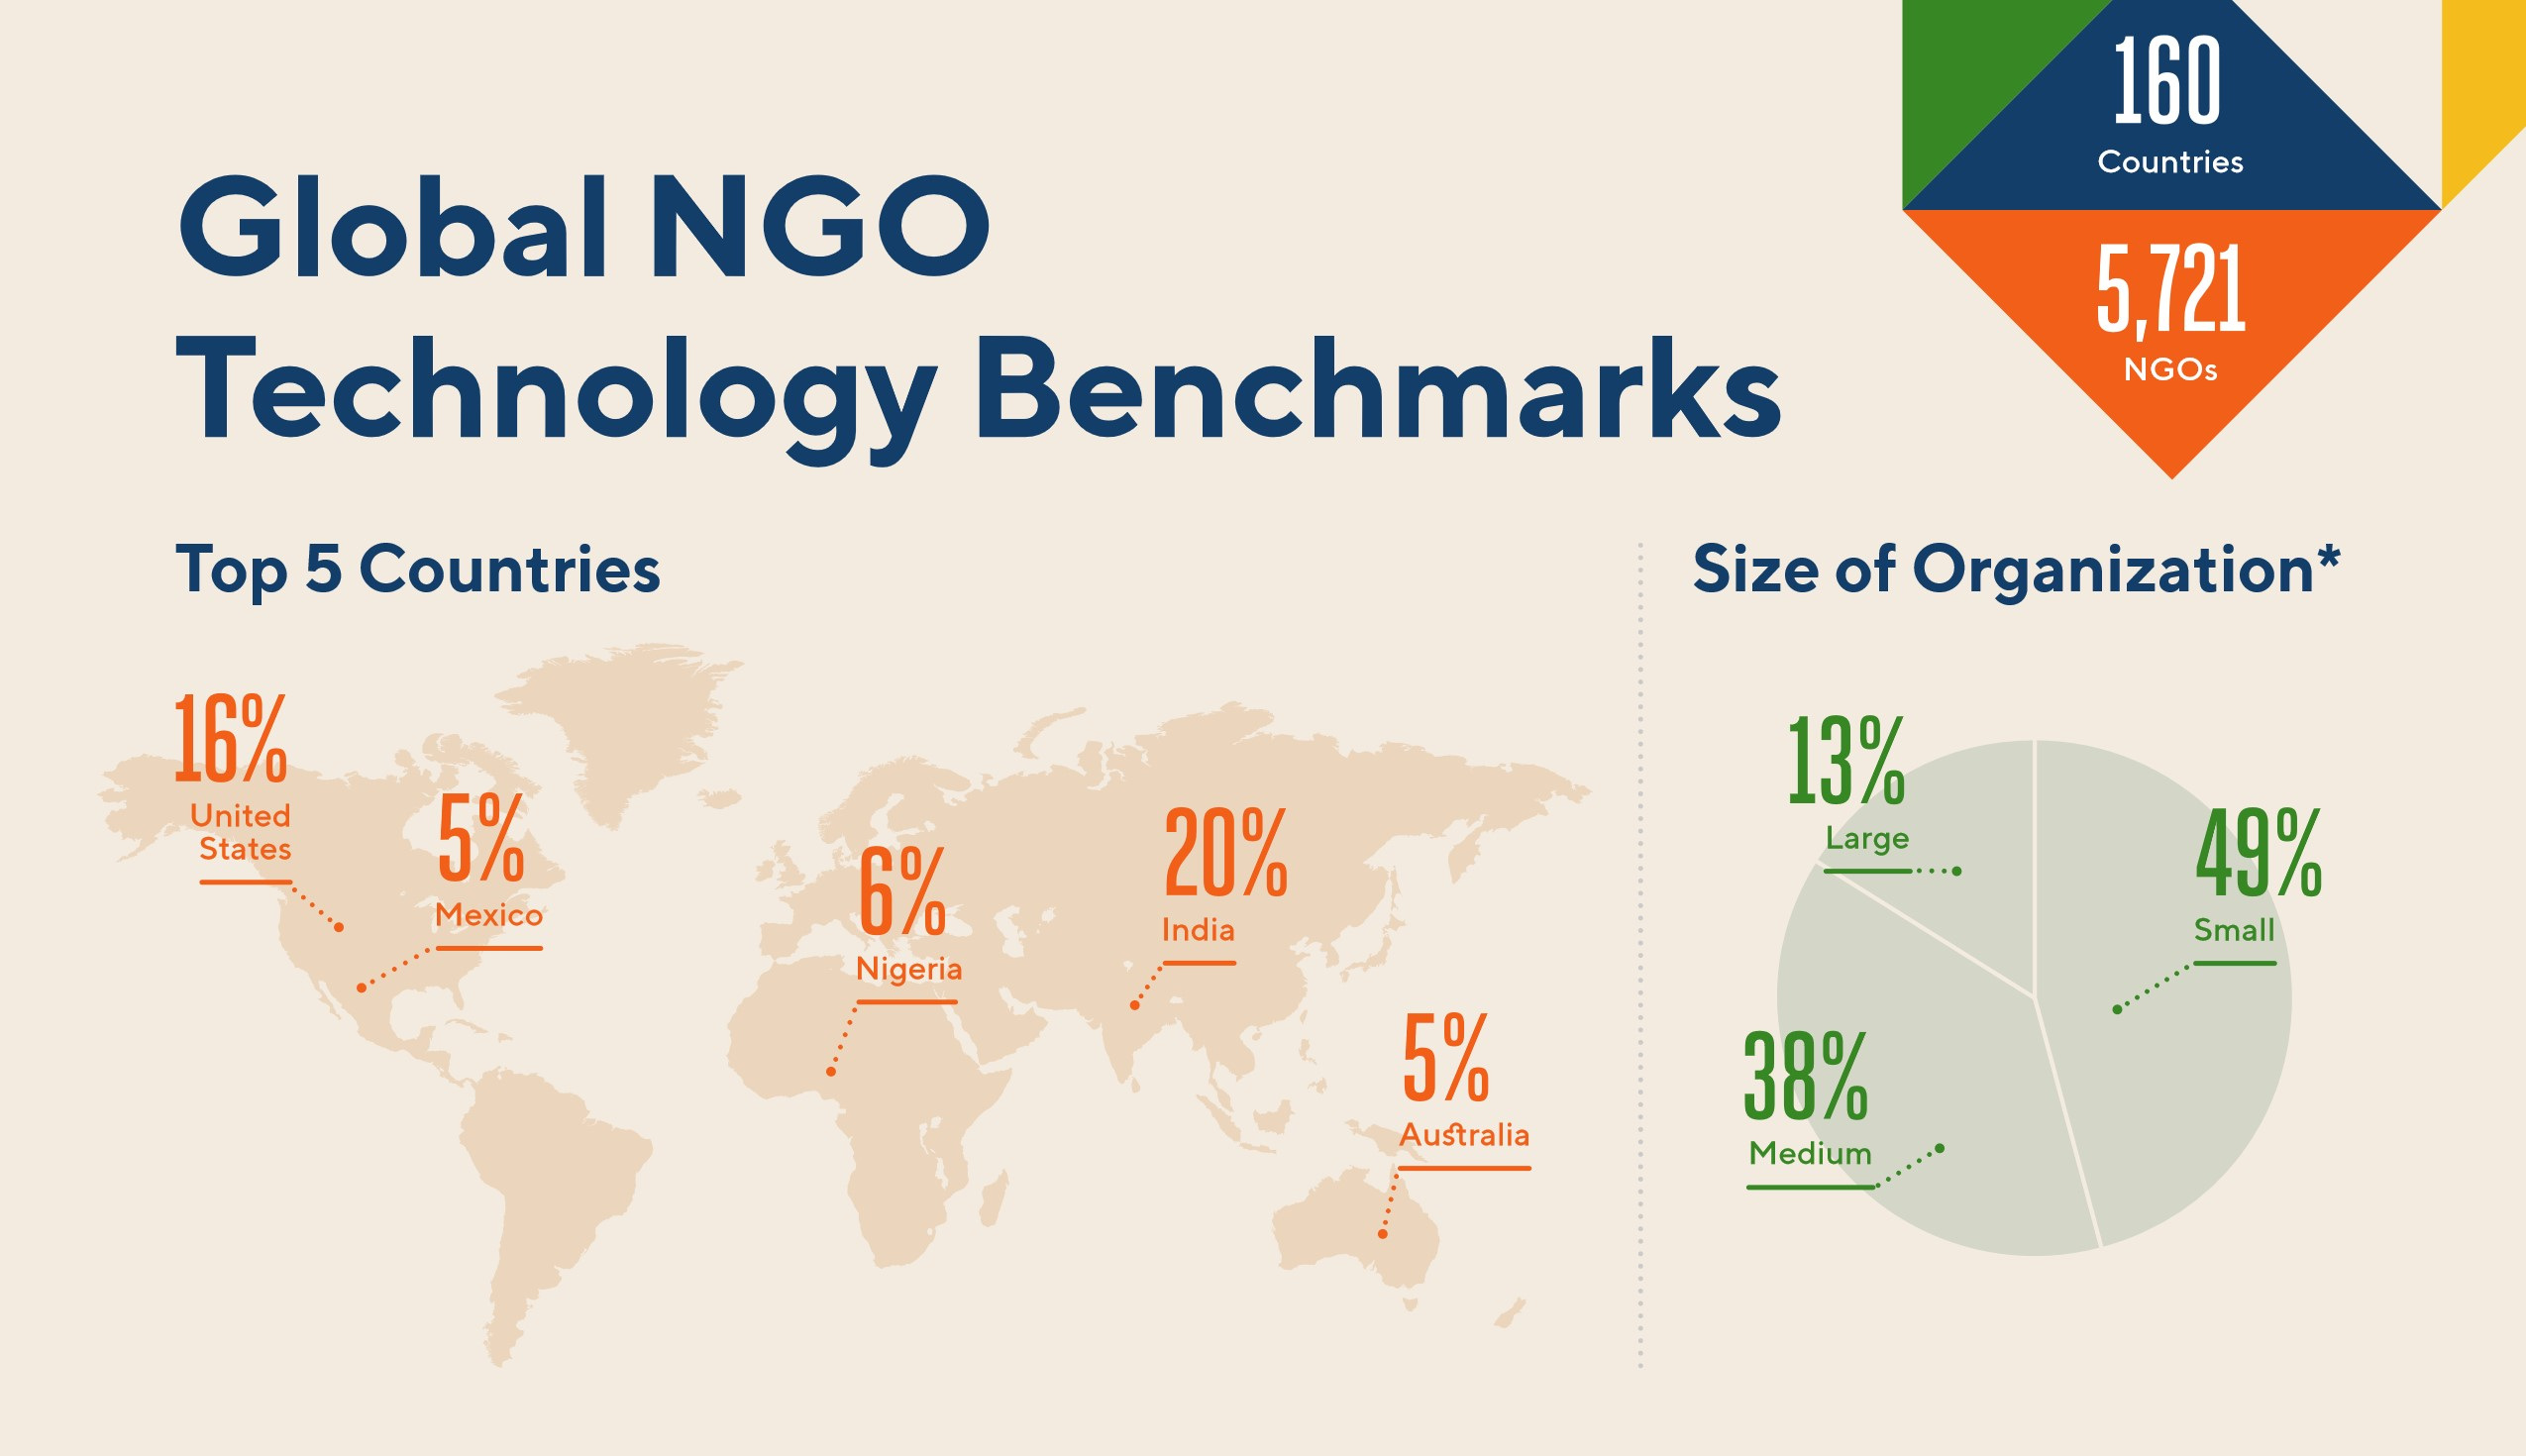 160
Countries
5,721
NGOs
Global NGO
Technology Benchmarks
Top 5 Countries
16%
United
States
5%
Mexico
6%
Nigeria
20%
India
5%
Australia
Size of Organization*
13%
Large
49%
Small
38%
Medium